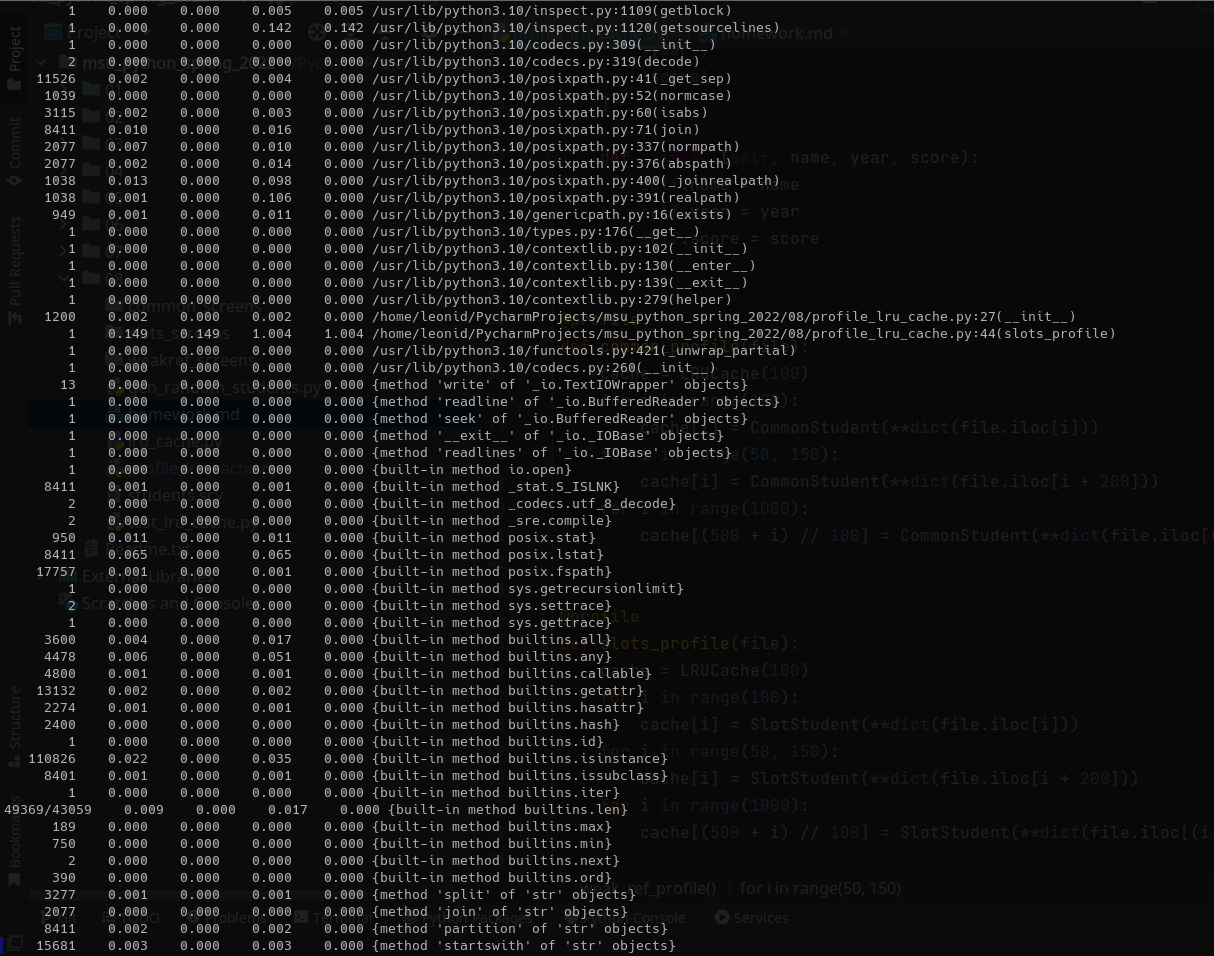 1 0.000 0.000 0.005 0.005 /usr/lib/python3.10/inspect.py:1109(getblock)
1 0.000 0.000 0.142 0.142 /usr/lib/python3.10/inspect.py:1120(getsourcelines)
1 0.000 0.000 0.000 0.000 /usr/lib/python3.10/codecs.py:309(__init__)
2 0.000 0.000 0.000 0.000 /usr/lib/python3.10/codecs.py:319(decode)
11526 0.002 0.000 0.004 0.000 /usr/lib/python3.10/posixpath.py:41(_get_sep)
1039 0.000 0.000 0.000 0.000 /usr/lib/python3.10/posixpath.py:52(normcase)
3115 0.002 0.000 0.003 0.000 /usr/lib/python3.10/posixpath.py:60(isabs)
8411 0.010 0.000 0.016 0.000 /usr/lib/python3.10/posixpath.py:71(join)
2077 0.007 0.000 0.010 0.000 /usr/lib/python3.10/posixpath.py:337(normpath)
2077 0.002 0.000 0.014 0.000 /usr/lib/python3.10/posixpath.py:376(abspath)
1038 0.013 0.000 0.098 0.000 /usr/lib/python3.10/posixpath.py:400(_joinrealpath)
1038 0.001 0.000 0.106 0.000 /usr/lib/python3.10/posixpath.py:391(realpath)
949 0.001 0.000 0.011 0.000 /usr/lib/python3.10/genericpath.py:16(exists)
1 0.000 0.000 0.000 0.000 /usr/lib/python3.10/types.py:176(__get__)
1 0.000 0.000 0.000 0.000 /usr/lib/python3.10/contextlib.py:102(__init__)
1 0.000 0.000 0.000 0.000 /usr/lib/python3.10/contextlib.py:130(__enter__)
1 0.000 0.000 0.000 0.000 /usr/lib/python3.10/contextlib.py:139(__exit__)
1 0.000 0.000 0.000 0.000 /usr/lib/python3.10/contextlib.py:279(helper)
1200 0.002 0.000 0.002 0.000 /home/leonid/PycharmProjects/msu_python_spring_2022/08/profile_lru_cache.py:27(__init__)
1 0.149 0.149 1.004 1.004 /home/leonid/PycharmProjects/msu_python_spring_2022/08/profile_lru_cache.py:44(slots_profile)
1 0.000 0.000 0.000 0.000 /usr/lib/python3.10/functools.py:421(_unwrap_partial)
1 0.000 0.000 0.000 0.000 /usr/lib/python3.10/codecs.py:260(__init__)
13 0.000 0.000 0.000 0.000 {method 'write' of '_io.TextIOWrapper' objects}
1 0.000 0.000 0.000 0.000 {method 'readline' of '_io.BufferedReader' objects}
1 0.000 0.000 0.000 0.000 {method 'seek' of '_io.BufferedReader' objects}
1 0.000 0.000 0.000 0.000 {method '__exit__' of '_io._IOBase' objects}
1 0.000 0.000 0.000 0.000 {method 'readlines' of '_io._IOBase' objects}
1 0.000 0.000 0.000 0.000 {built-in method io.open}
8411 0.001 0.000 0.001 0.000 {built-in method _stat.S_ISLNK}
2 0.000 0.000 0.000 0.000 {built-in method _codecs.utf_8_decode}
2 0.000 0.000 0.000 0.000 {built-in method _sre.compile}
950 0.011 0.000 0.011 0.000 {built-in method posix.stat}
8411 0.065 0.000 0.065 0.000 {built-in method posix.lstat}
17757 0.001 0.000 0.001 0.000 {built-in method posix.fspath}
1 0.000 0.000 0.000 0.000 {built-in method sys.getrecursionlimit}
2 0.000 0.000 0.000 0.000 {built-in method sys.settrace}
1 0.000 0.000 0.000 0.000 {built-in method sys.gettrace}
3600 0.004 0.000 0.017 0.000 {built-in method builtins.all}
4478 0.006 0.000 0.051 0.000 {built-in method builtins.any}
4800 0.001 0.000 0.001 0.000 {built-in method builtins.callable}
13132 0.002 0.000 0.002 0.000 {built-in method builtins.getattr}
2274 0.001 0.000 0.001 0.000 {built-in method builtins.hasattr}
2400 0.000 0.000 0.000 0.000 {built-in method builtins.hash}
1 0.000 0.000 0.000 0.000 {built-in method builtins.id}
110826 0.022 0.000 0.035 0.000 {built-in method builtins.isinstance}
8401 0.001 0.000 0.001 0.000 {built-in method builtins.issubclass}
1 0.000 0.000 0.000 0.000 {built-in method builtins.iter}
49369/43059 0.009 0.000 0.017 0.000 {built-in method builtins.len}
189 0.000 0.000 0.000 0.000 {built-in method builtins.max}
750 0.000 0.000 0.000 0.000 {built-in method builtins.min}
2 0.000 0.000 0.000 0.000 {built-in method builtins.next}
390 0.000 0.000 0.000 0.000 {built-in method builtins.ord}
3277 0.001 0.000 0.001 0.000 {method 'split' of 'str' objects}
2077 0.000 0.000 0.000 0.000 {method 'join' of 'str' objects}
8411 0.002 0.000 0.002 0.000 {method 'partition' of 'str' objects}
15681 0.003 0.000 0.003 0.000 {method 'startswith' of 'str' objects}